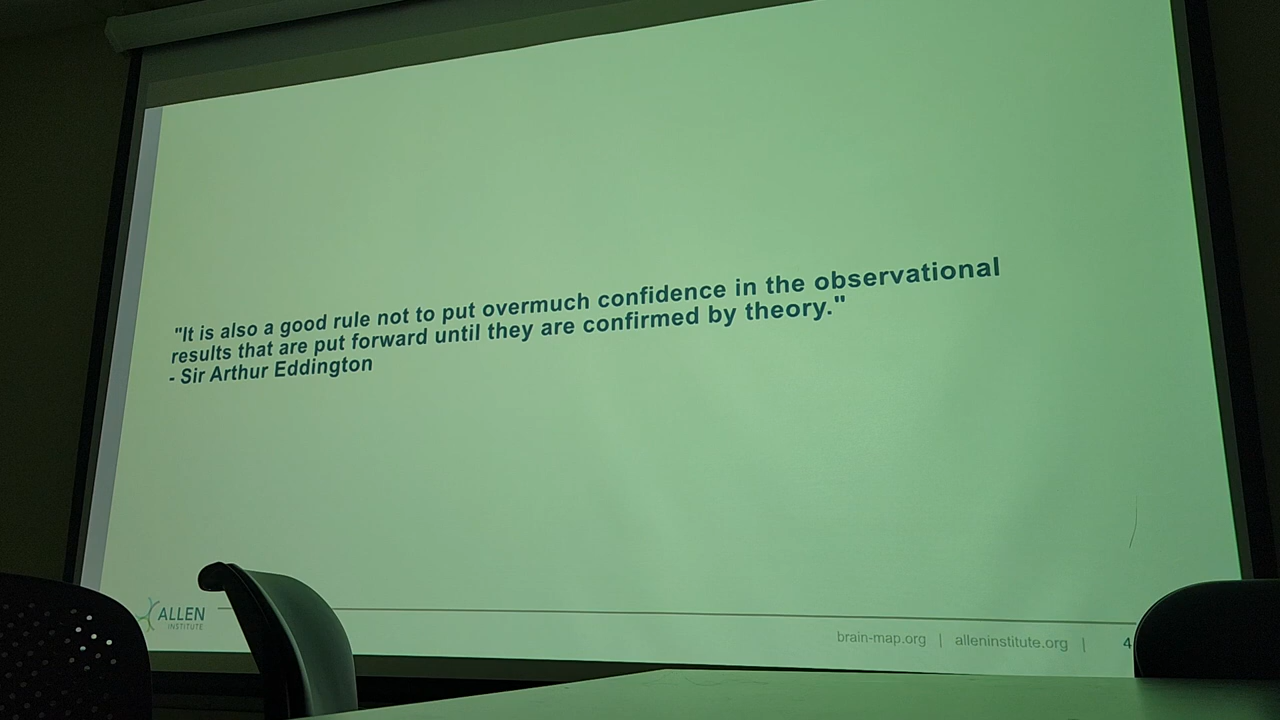 "It is also a good rule not to put overmuch confidence in the observational
results that are put forward until they are confirmed by theory."
- Sir Arthur Eddington
ALLEN
INSTITUTE
brain-map.org | alleninstitute.org | 4